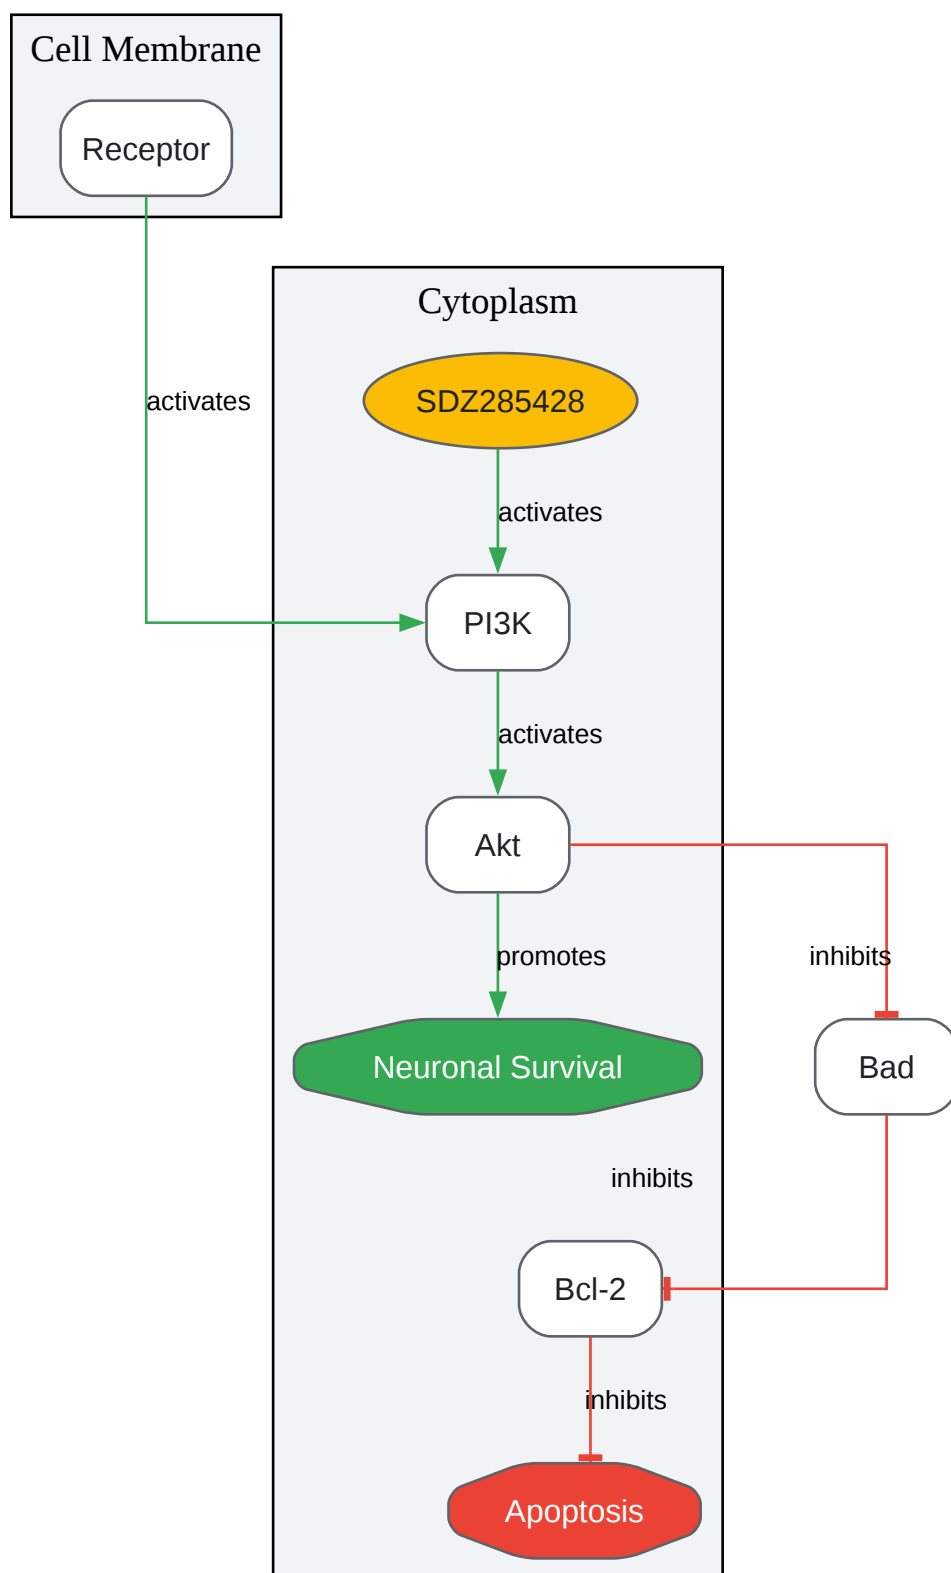 Cell Membrane
Receptor
Cytoplasm
SDZ285428
activates
activates
PI3K
activates
Akt
promotes
inhibits
Neuronal Survival
Bad
inhibits
Bcl-2
inhibits
Apoptosis